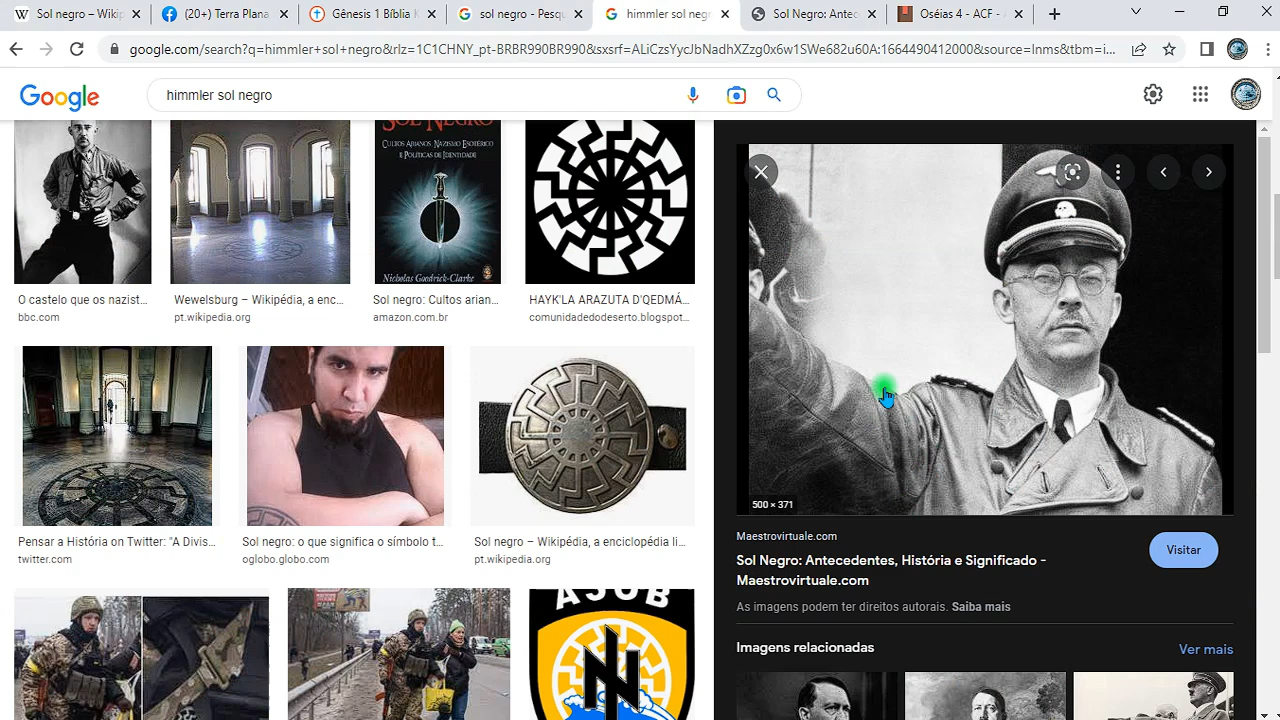 Sol negro – Wikip
(20+) Terra Plana
Gênesis 1 Bíblia K
sol negro - Pesqu
himmler sol neg
Sol Negro: Antec
Oséias 4 - ACF - A
google.com/search?q=himmler+sol+negro&rlz=1C1CHNY_pt-BRBR990BR990&sxsrf=ALiCzsYycJbNadhXZzg0x6w1SWe682u60A:1664490412000&source=lnms&tbm=i...
Google
himmler sol negro
SOL NEGRO
CULTOS ARIANOS, NAZISMO ESOTÉRICO
E POLÍTICAS DE IDENTIDADE
Nicholas Goodrick-Clarke
O castelo que os nazist...
bbc.com
Wewelsburg – Wikipédia, a enc...
pt.wikipedia.org
Sol negro: Cultos arian...
amazon.com.br
HAYK'LA ARAZUTA D'QEDMÁ...
comunidadedodeserto.blogspot...
Pensar a História on Twitter: "A Divis...
twitter.com
Sol negro: o que significa o símbolo t...
oglobo.globo.com
Sol negro – Wikipédia, a enciclopédia li...
pt.wikipedia.org
500 × 371
Maestrovirtuale.com
Sol Negro: Antecedentes, História e Significado -
Maestrovirtuale.com
Visitar
As imagens podem ter direitos autorais. Saiba mais
Imagens relacionadas
Ver mais